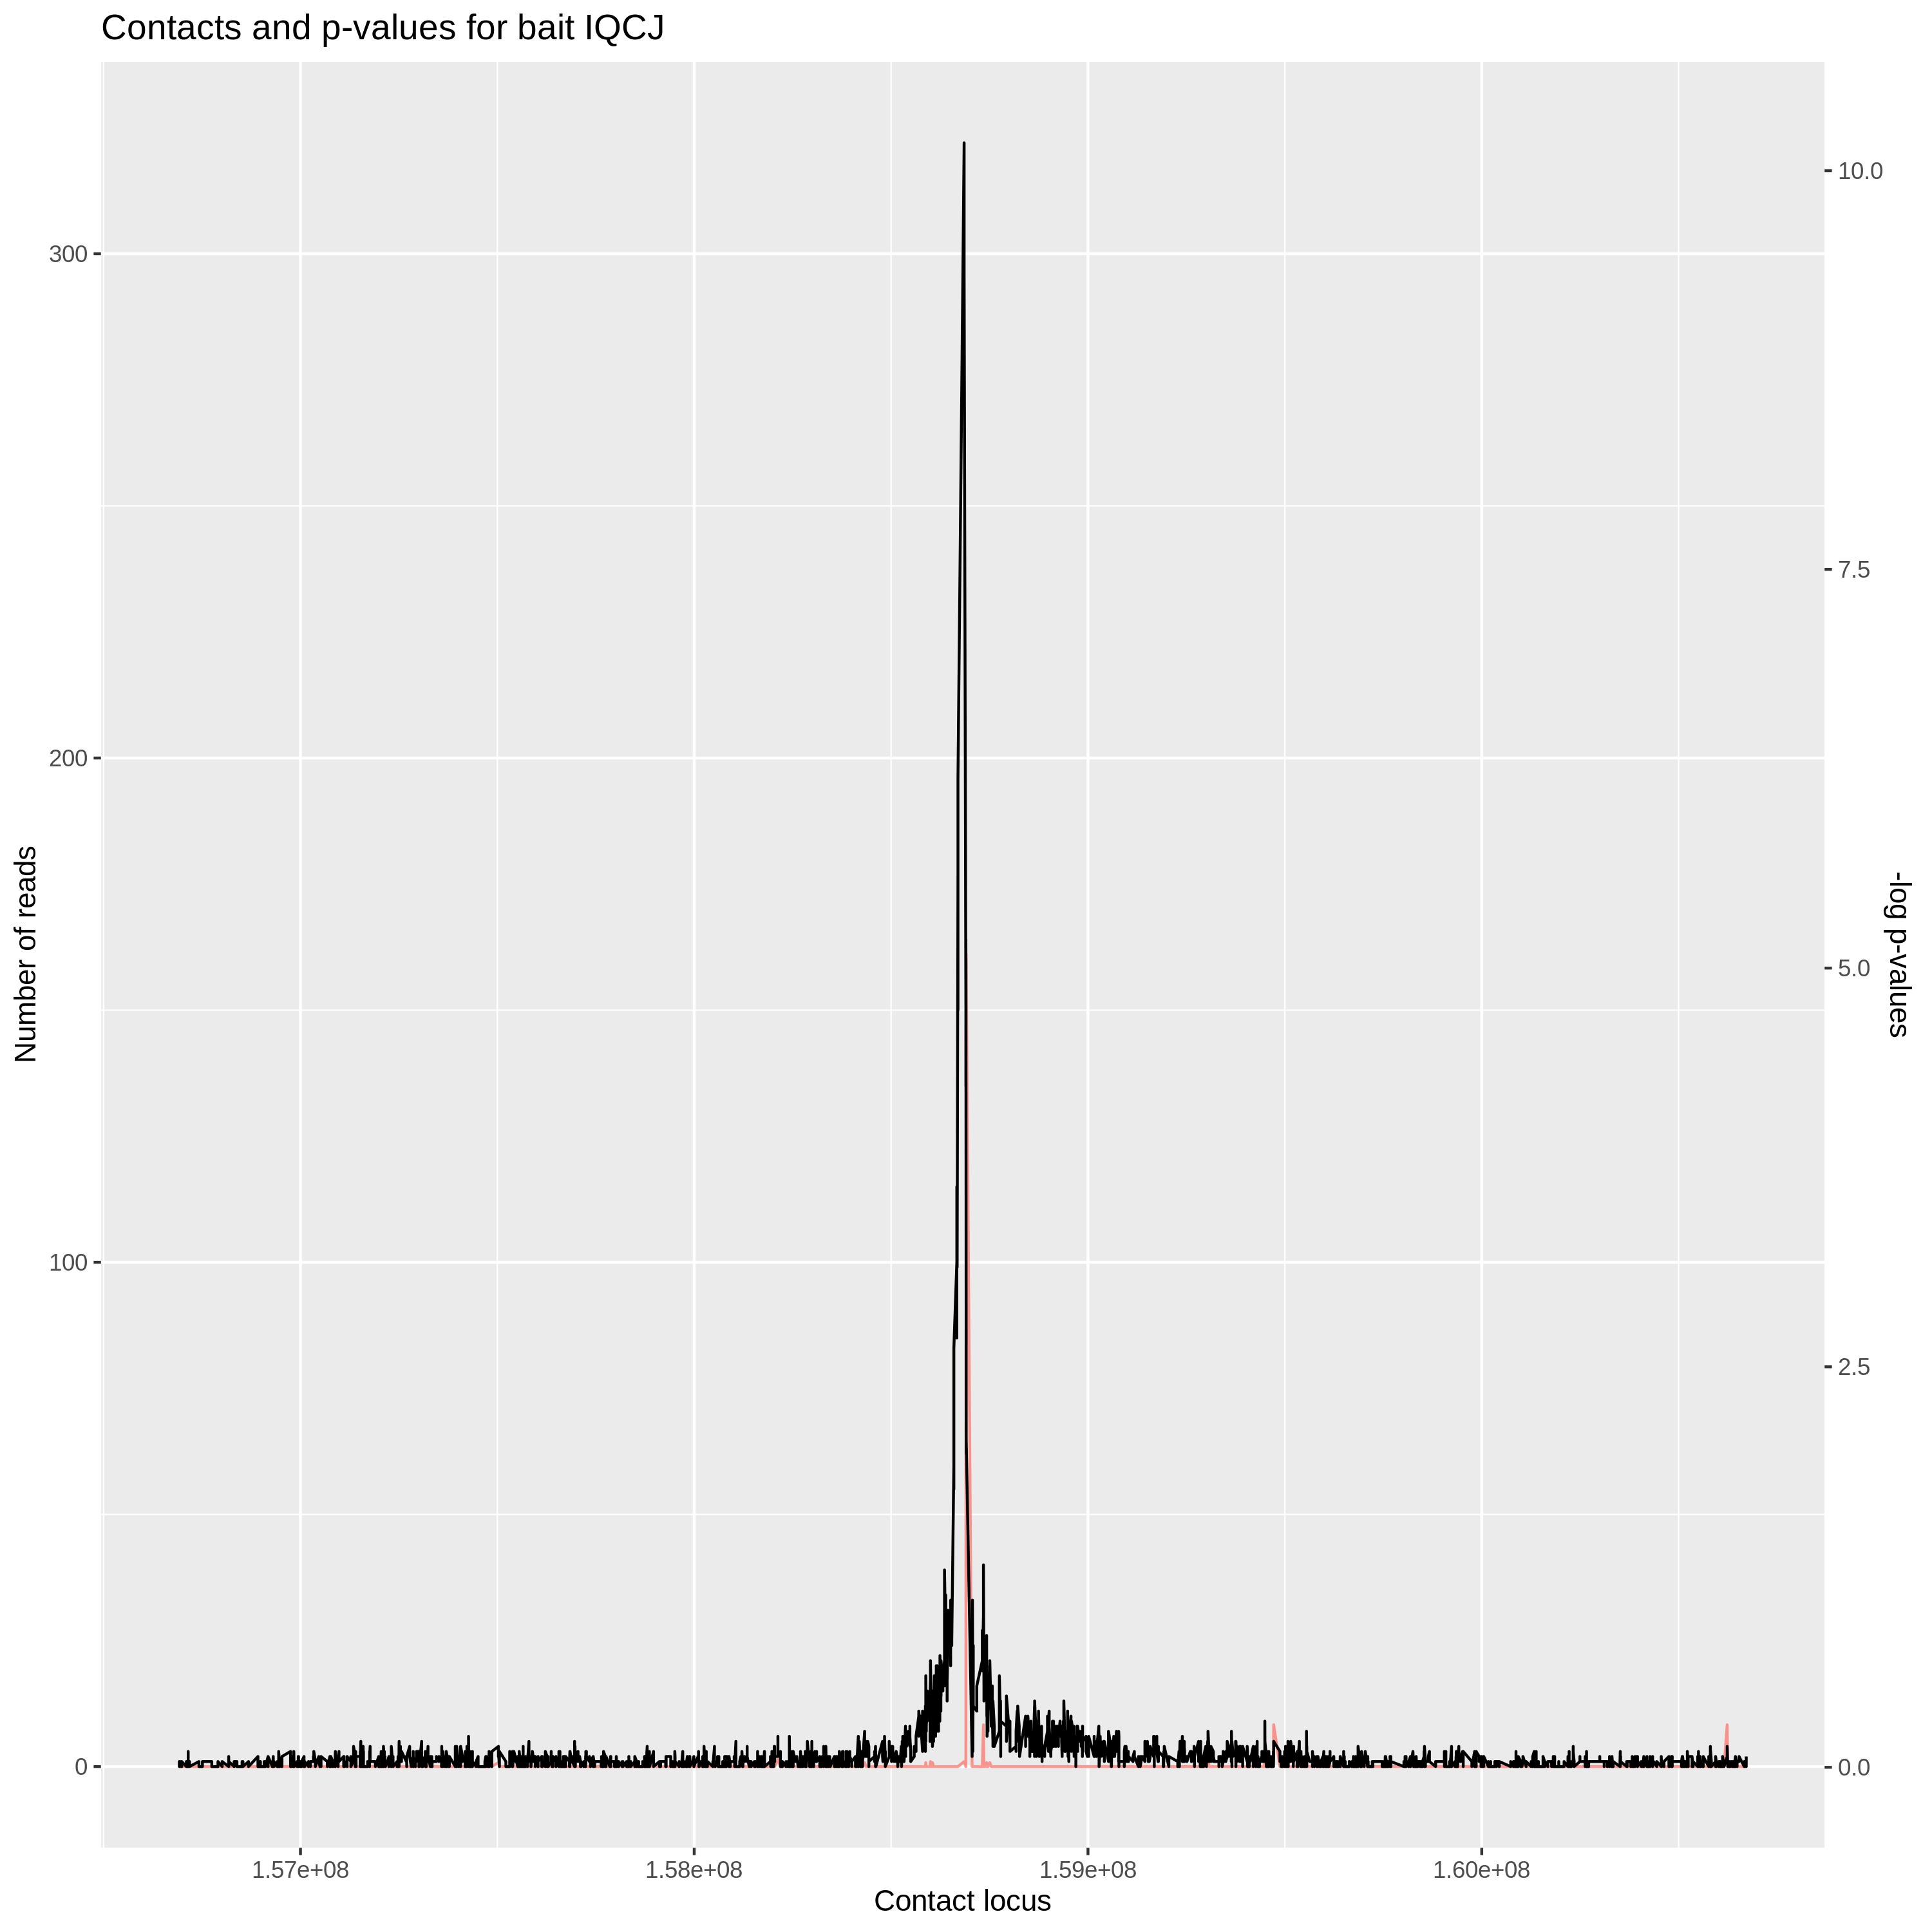 Contacts and p-values for bait IQCJ
300
200
100
0
Number of reads
10.0
7.5
5.0
2.5
0.0
-log p-values
1.57e+08
1.58e+08
1.59e+08
1.60e+08
Contact locus